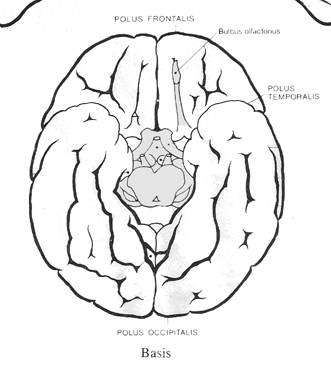 POLUS FRONTALIS
Bulbus olfactorius
POLUS
TEMPORALIS
POLUS OCCIPITALIS
Basis